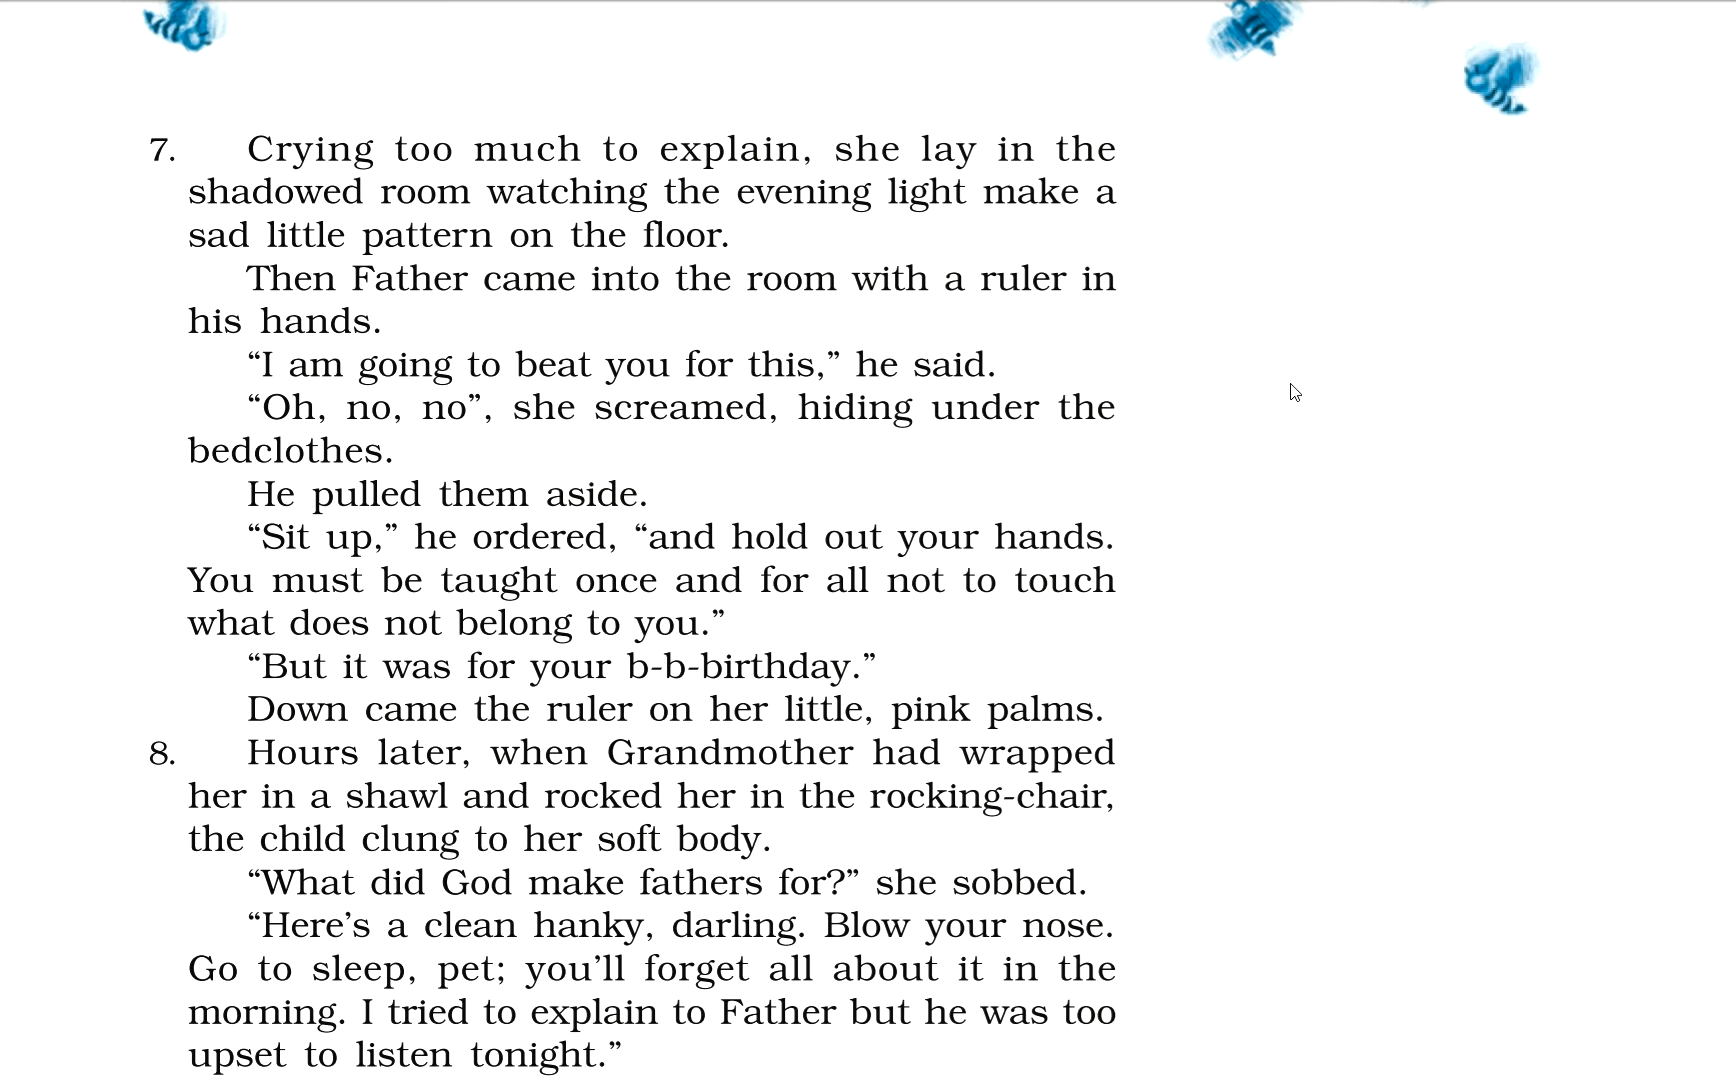 7. Crying too much to explain, she lay in the
shadowed room watching the evening light make a
sad little pattern on the floor.
Then Father came into the room with a ruler in
his hands.
“I am going to beat you for this,” he said.
“Oh, no, no”, she screamed, hiding under the
bedclothes.
He pulled them aside.
“Sit up,” he ordered, “and hold out your hands.
You must be taught once and for all not to touch
what does not belong to you.”
“But it was for your b-b-birthday.”
Down came the ruler on her little, pink palms.
8. Hours later, when Grandmother had wrapped
her in a shawl and rocked her in the rocking-chair,
the child clung to her soft body.
“What did God make fathers for?” she sobbed.
“Here’s a clean hanky, darling. Blow your nose.
Go to sleep, pet; you’ll forget all about it in the
morning. I tried to explain to Father but he was too
upset to listen tonight.”